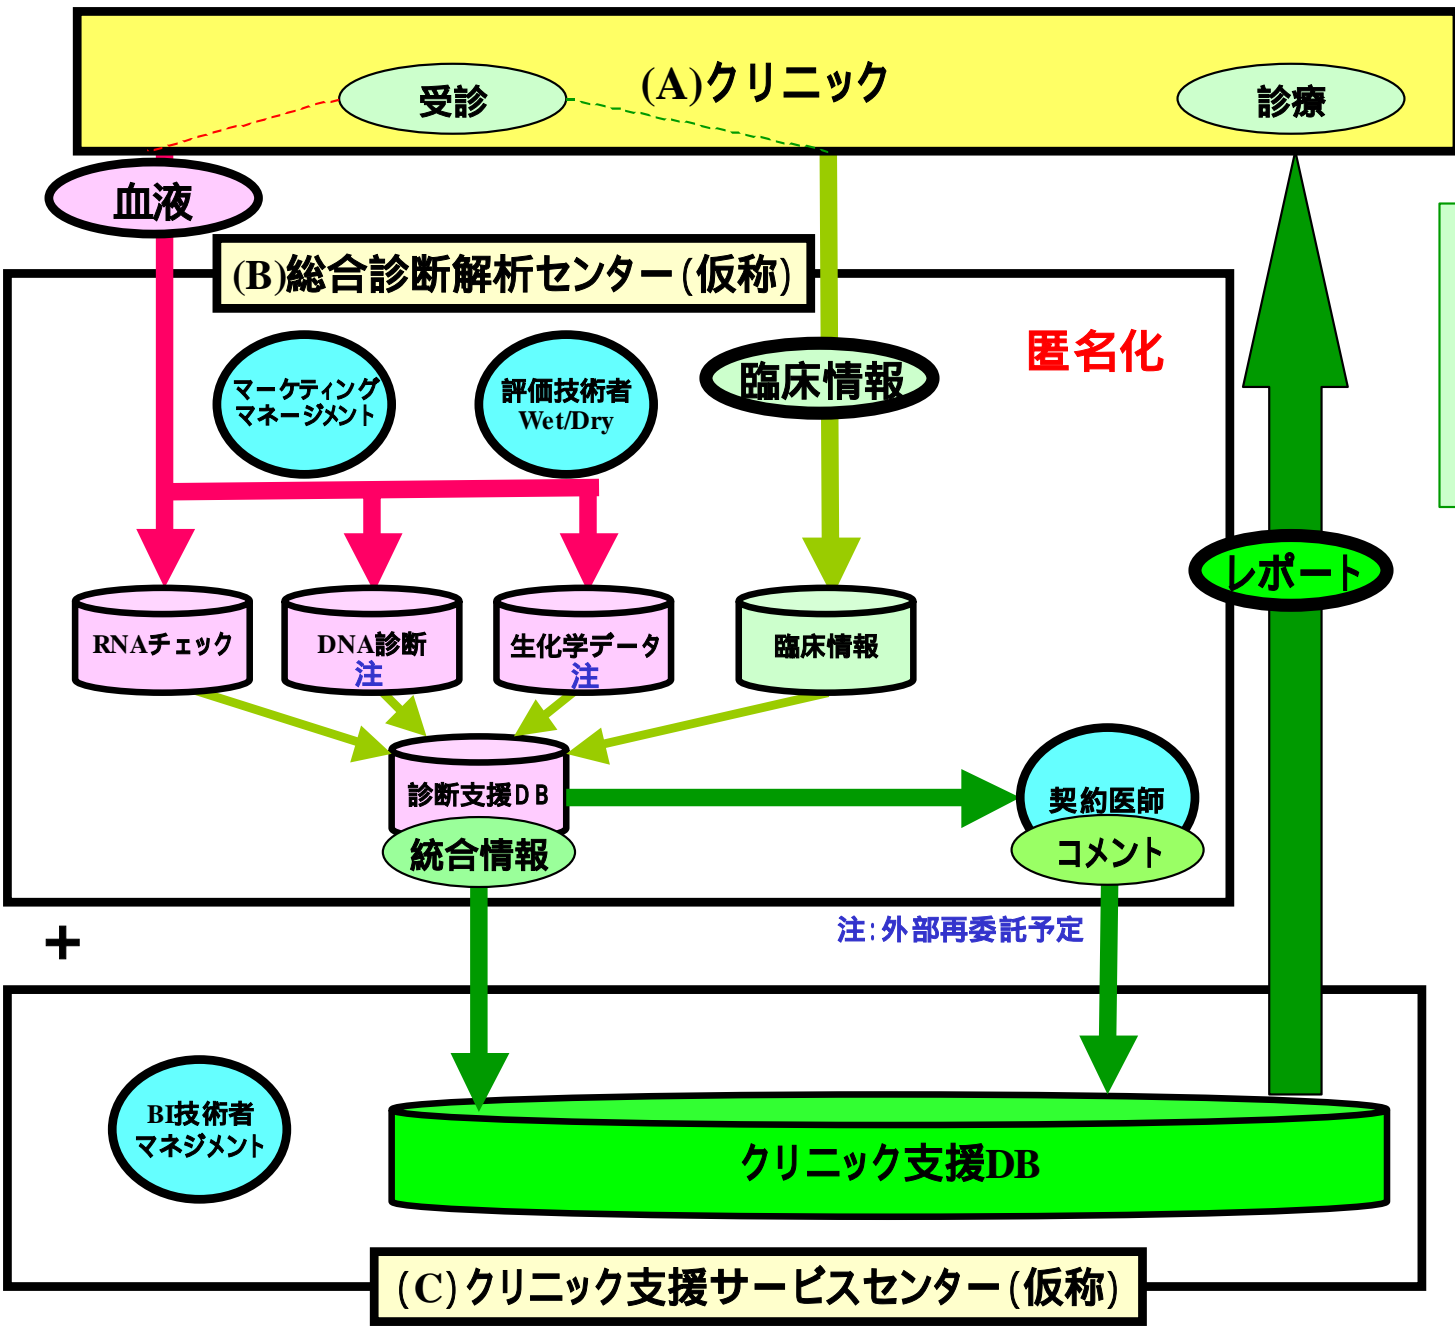 (A)クリニック
受診
診療
血液
(B)総合診断解析センター(仮称)
匿名化
マーケティング
マネージメント
評価技術者
Wet/Dry
臨床情報
レポート
RNAチェック
DNA診断
注
生化学データ
注
臨床情報
診断支援DB
統合情報
契約医師
コメント
注:外部再委託予定
+
BI技術者
マネジメント
クリニック支援DB
(C)クリニック支援サービスセンター(仮称)